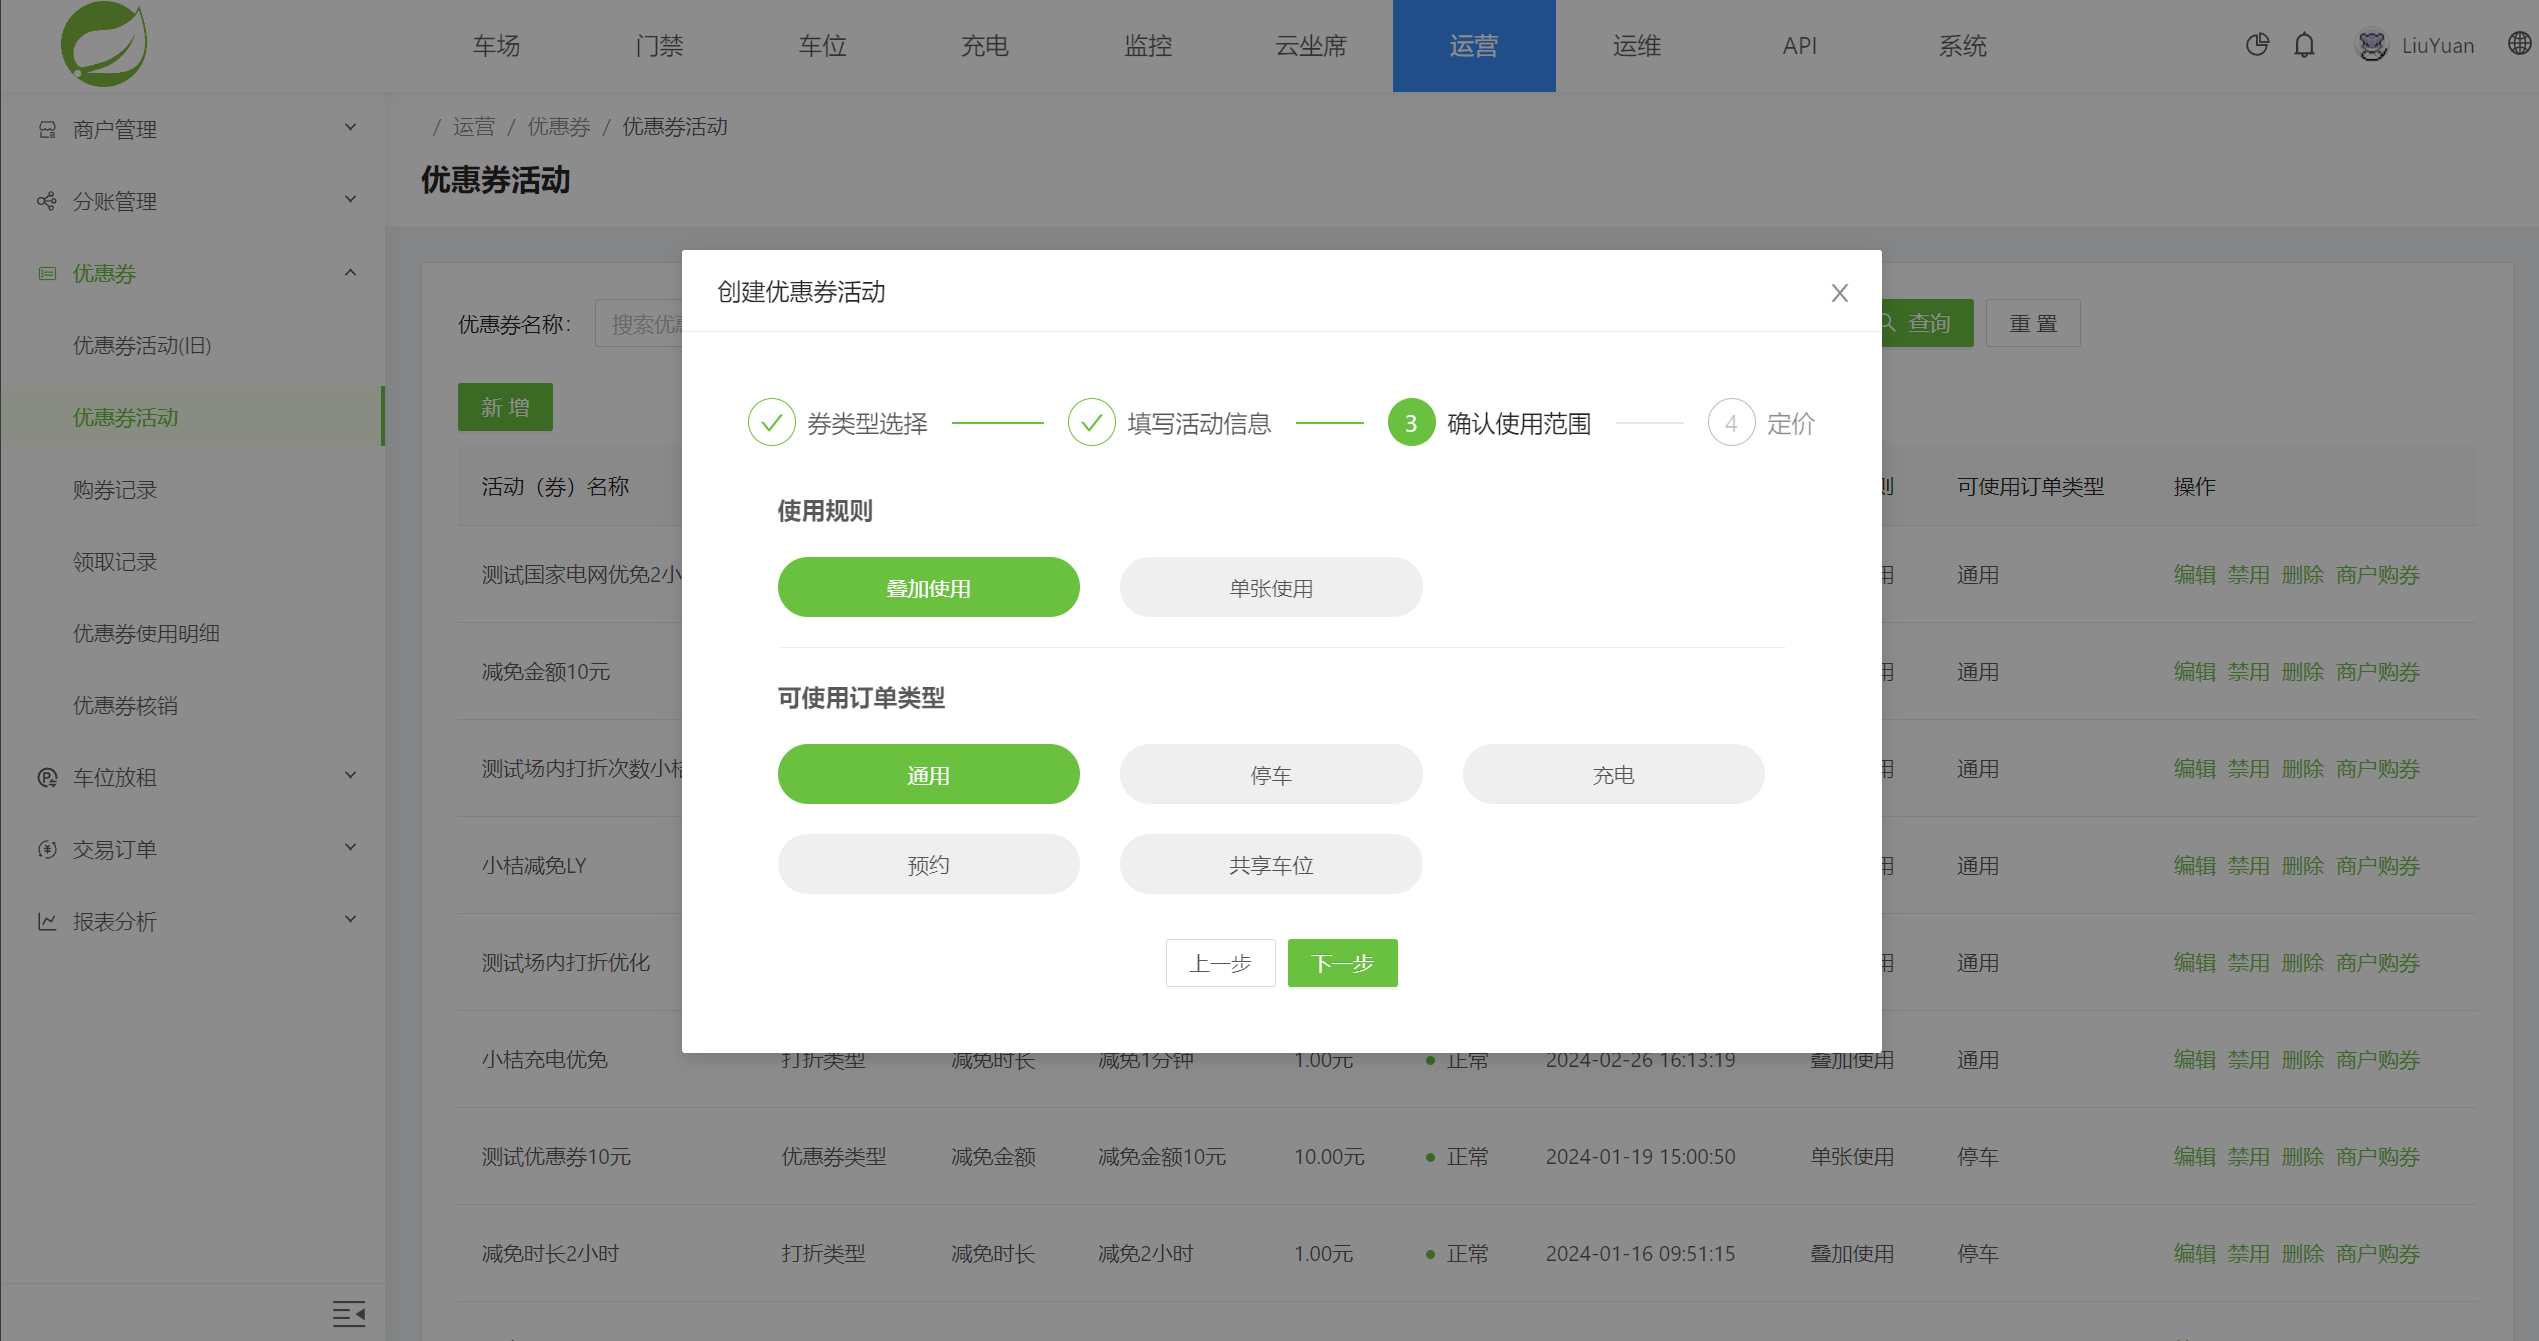 车场 门禁 车位 充电 监控 云坐席 运营 运维 API 系统 LiuYuan
商户管理
分账管理
优惠券
优惠券活动(旧)
优惠券活动
购券记录
领取记录
优惠券使用明细
优惠券核销
车位放租
交易订单
报表分析
/ 运营 / 优惠券 / 优惠券活动
优惠券活动
优惠券名称: 搜索优 查询 重 置
新 增
创建优惠券活动
券类型选择 填写活动信息 3 确认使用范围 4 定价
使用规则
叠加使用 单张使用
可使用订单类型
通用 停车 充电
预约 共享车位
上一步 下一步
活动（券）名称 可使用订单类型 操作
测试国家电网优免2小 用 通用 编辑 禁用 删除 商户购券
减免金额10元 用 通用 编辑 禁用 删除 商户购券
测试场内打折次数小 用 通用 编辑 禁用 删除 商户购券
小桔减免LY 用 通用 编辑 禁用 删除 商户购券
测试场内打折优化 用 通用 编辑 禁用 删除 商户购券
小桔充电优免 打折类型 减免时长 减免1分钟 1.00元 正常 2024-02-26 16:13:19 叠加使用 通用 编辑 禁用 删除 商户购券
测试优惠券10元 优惠券类型 减免金额 减免金额10元 10.00元 正常 2024-01-19 15:00:50 单张使用 停车 编辑 禁用 删除 商户购券
减免时长2小时 打折类型 减免时长 减免2小时 1.00元 正常 2024-01-16 09:51:15 叠加使用 停车 编辑 禁用 删除 商户购券